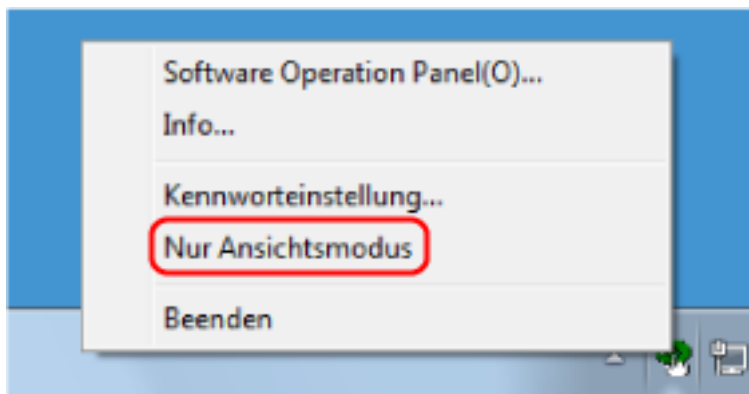 Software Operation Panel(O)...
Info...
Kennworteinstellung...
Nur Ansichtsmodus
Beenden